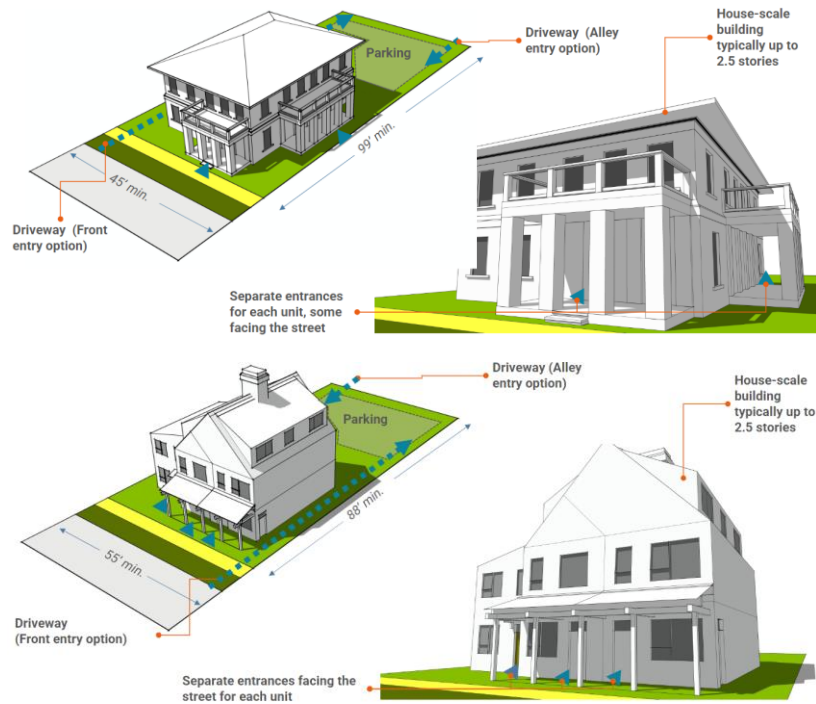 House-scale
building
typically up to
2.5 stories
Driveway (Alley
entry option)
Parking
99' min.
45' min.
Driveway (Front
entry option)
Separate entrances
for each unit, some
facing the street
Driveway (Alley
entry option)
House-scale
building
typically up to
2.5 stories
Parking
88' min.
55' min.
Driveway
(Front entry option)
Separate entrances facing the
street for each unit